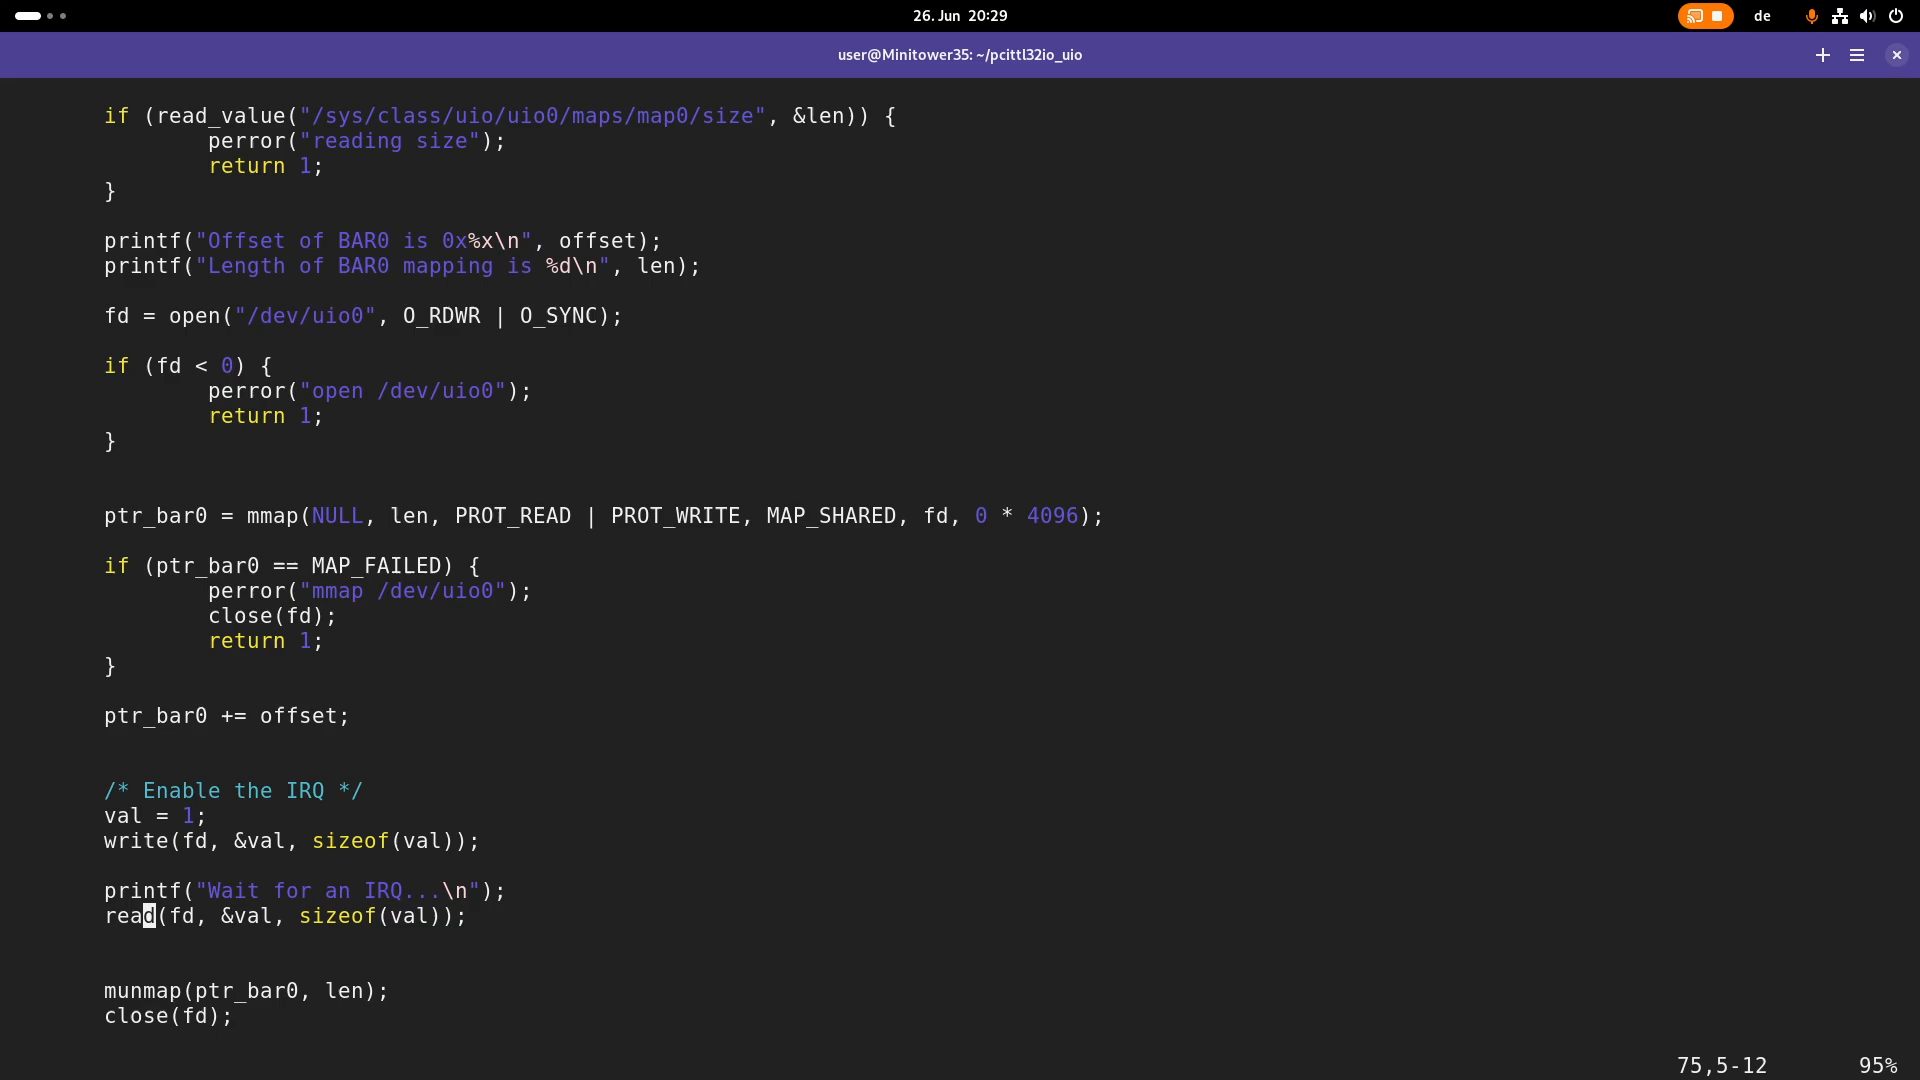 26. Jun 20:29
de
user@Minitower35: ~/pcittl32io_uio
if (read_value("/sys/class/uio/uio0/maps/map0/size", &len)) {
perror("reading size");
return 1;
}
printf("Offset of BAR0 is 0x%x\n", offset);
printf("Length of BAR0 mapping is %d\n", len);
fd = open("/dev/uio0", O_RDWR | O_SYNC);
if (fd < 0) {
perror("open /dev/uio0");
return 1;
}
ptr_bar0 = mmap(NULL, len, PROT_READ | PROT_WRITE, MAP_SHARED, fd, 0 * 4096);
if (ptr_bar0 == MAP_FAILED) {
perror("mmap /dev/uio0");
close(fd);
return 1;
}
ptr_bar0 += offset;
/* Enable the IRQ */
val = 1;
write(fd, &val, sizeof(val));
printf("Wait for an IRQ...\n");
read(fd, &val, sizeof(val));
munmap(ptr_bar0, len);
close(fd);
75,5-12 95%